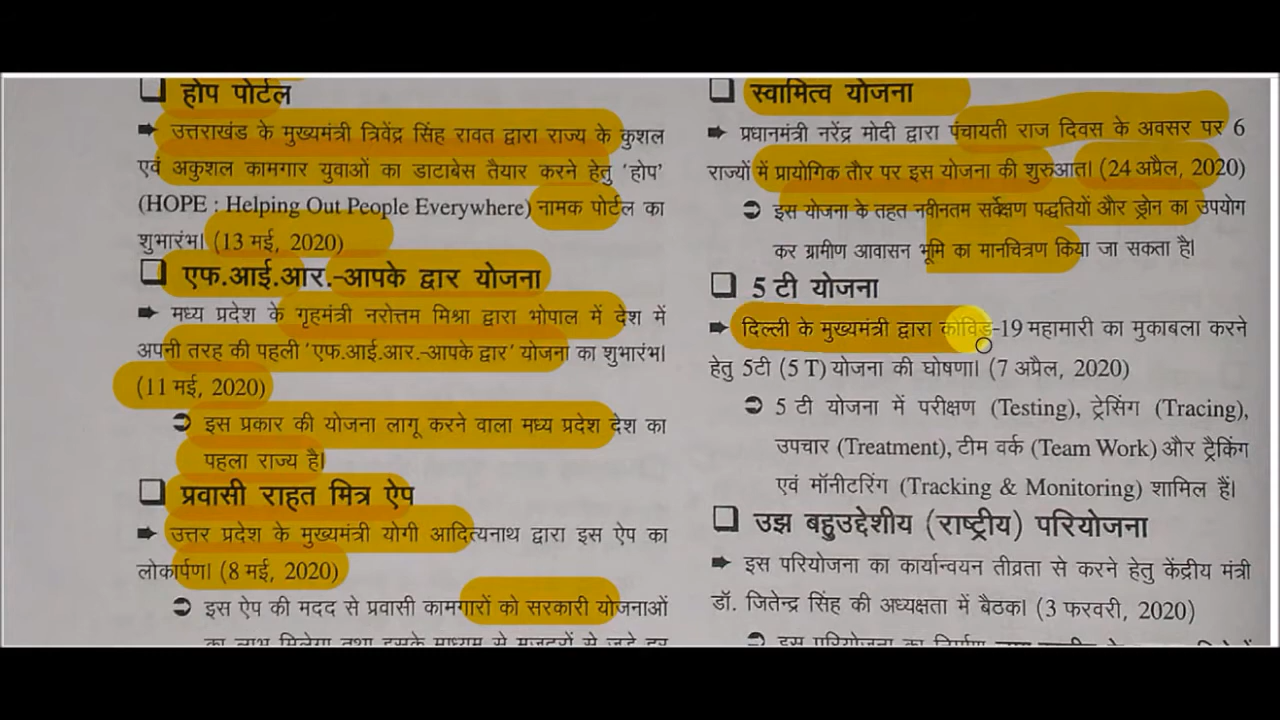 होप पोर्टल
उत्तराखंड के मुख्यमंत्री त्रिवेंद्र सिंह रावत द्वारा राज्य के कुशल
एवं अकुशल कामगार युवाओं का डाटाबेस तैयार करने हेतु 'होप'
(HOPE : Helping Out People Everywhere) नामक पोर्टल का
शुभारंभ। (13 मई, 2020)
एफ.आई.आर.-आपके द्वार योजना
मध्य प्रदेश के गृहमंत्री नरोत्तम मिश्रा द्वारा भोपाल में देश में
अपनी तरह की पहली 'एफ.आई.आर.-आपके द्वार' योजना का शुभारंभ।
(11 मई, 2020)
इस प्रकार की योजना लागू करने वाला मध्य प्रदेश देश का
पहला राज्य है।
प्रवासी राहत मित्र ऐप
उत्तर प्रदेश के मुख्यमंत्री योगी आदित्यनाथ द्वारा इस ऐप का
लोकार्पण। (8 मई, 2020)
इस ऐप की मदद से प्रवासी कामगारों को सरकारी योजनाओं
का लाभ मिलेगा तथा इसके माध्यम से मजदूरों से जुड़े हर
स्वामित्व योजना
प्रधानमंत्री नरेंद्र मोदी द्वारा पंचायती राज दिवस के अवसर पर 6
राज्यों में प्रायोगिक तौर पर इस योजना की शुरुआत। (24 अप्रैल, 2020)
इस योजना के तहत नवीनतम सर्वेक्षण पद्धतियों और ड्रोन का उपयोग
कर ग्रामीण आवासन भूमि का मानचित्रण किया जा सकता है।
5 टी योजना
दिल्ली के मुख्यमंत्री द्वारा कोविड-19 महामारी का मुकाबला करने
हेतु 5टी (5 T) योजना की घोषणा। (7 अप्रैल, 2020)
5 टी योजना में परीक्षण (Testing), ट्रेसिंग (Tracing),
उपचार (Treatment), टीम वर्क (Team Work) और ट्रैकिंग
एवं मॉनीटरिंग (Tracking & Monitoring) शामिल हैं।
उझ बहुउद्देशीय (राष्ट्रीय) परियोजना
इस परियोजना का कार्यान्वयन तीव्रता से करने हेतु केंद्रीय मंत्री
डॉ. जितेन्द्र सिंह की अध्यक्षता में बैठक। (3 फरवरी, 2020)
इस परियोजना का निर्माण